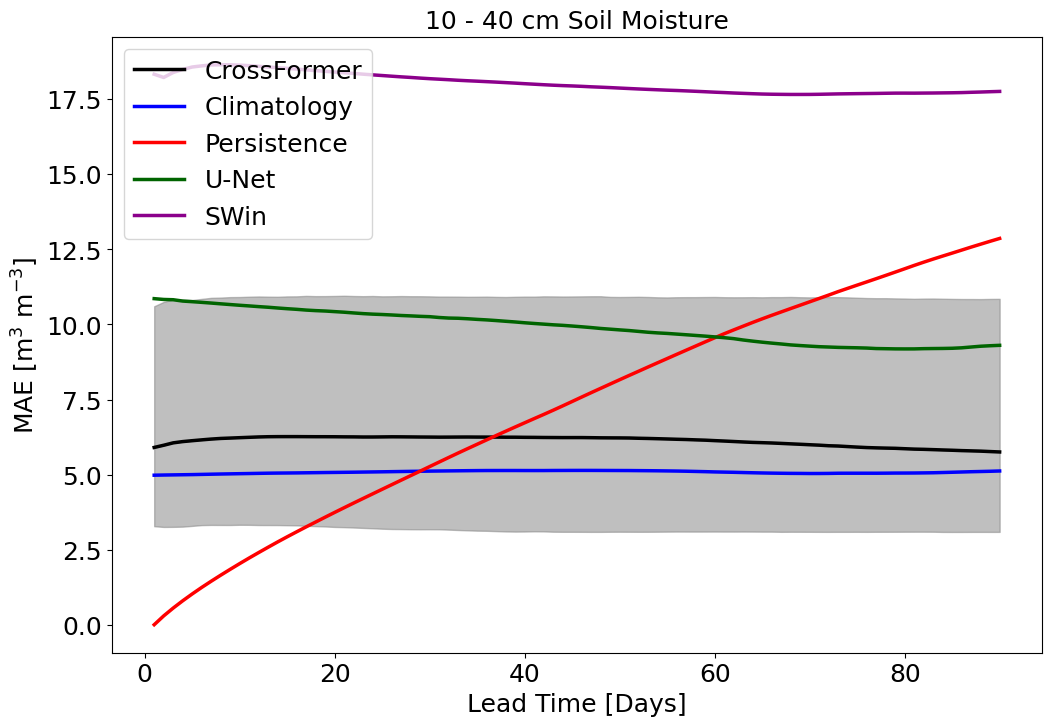 10 - 40 cm Soil Moisture
CrossFormer
Climatology
Persistence
U-Net
SWin
MAE [m³ m⁻³]
17.5
15.0
12.5
10.0
7.5
5.0
2.5
0.0
0 20 40 60 80
Lead Time [Days]